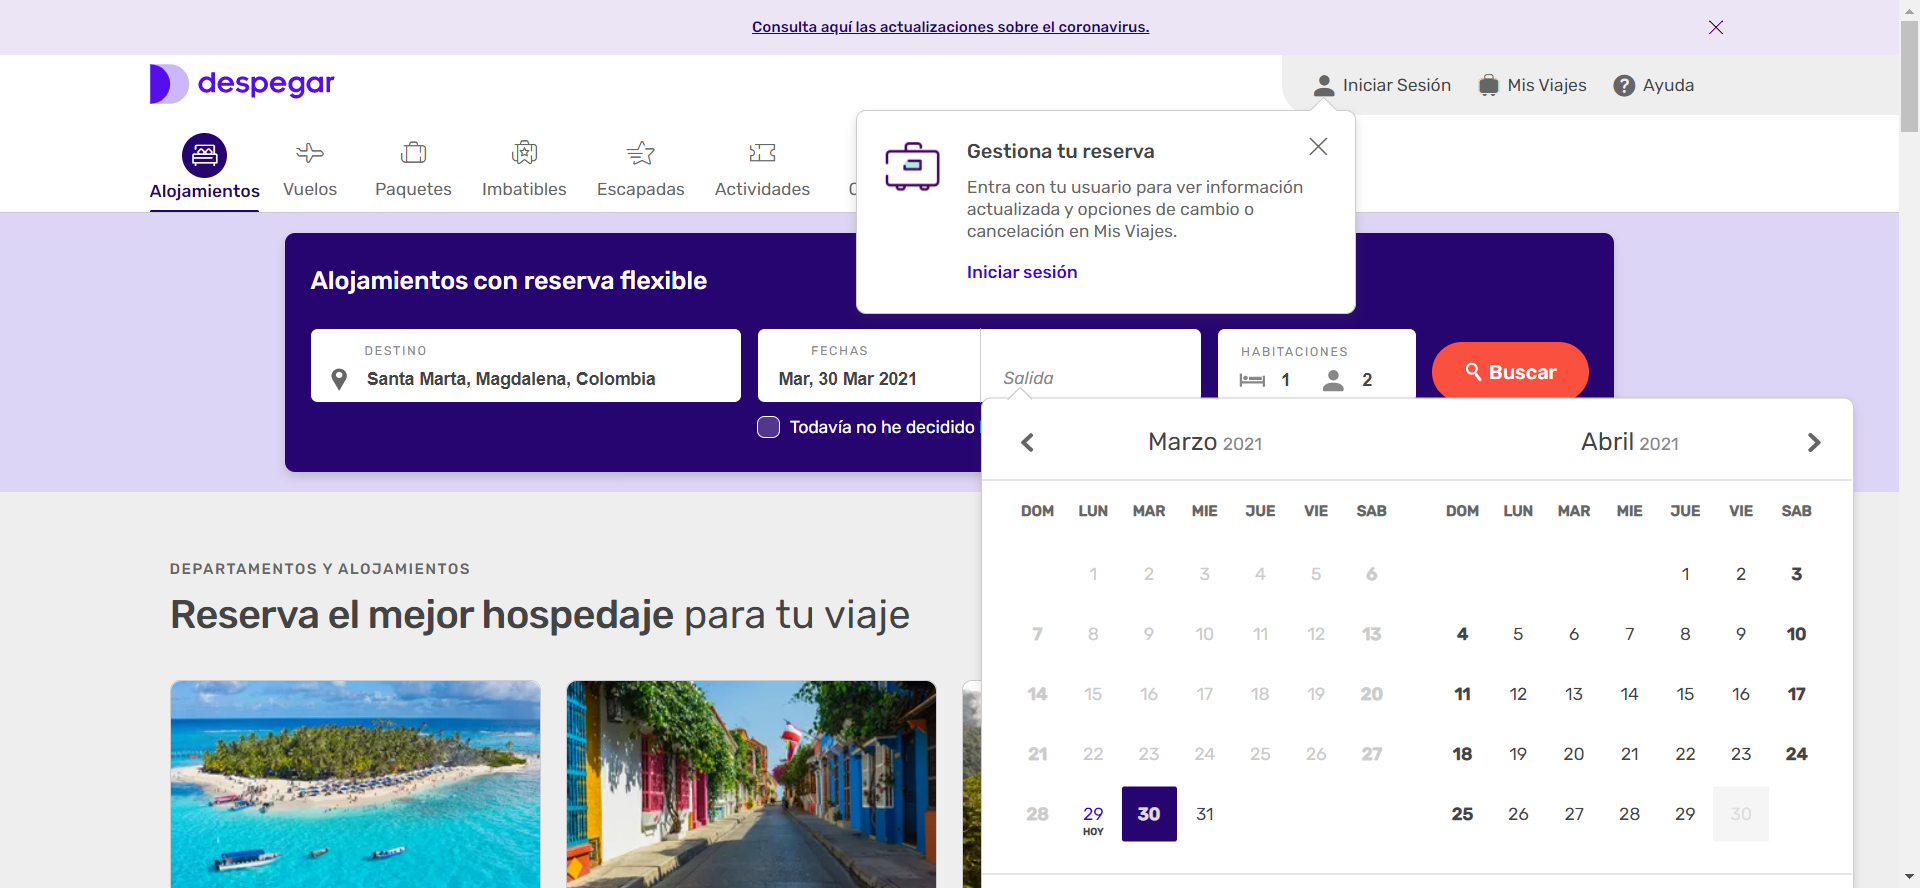 Consulta aquí las actualizaciones sobre el coronavirus.
despegar
Iniciar Sesión
Mis Viajes
Ayuda
Alojamientos
Vuelos
Paquetes
Imbatibles
Escapadas
Actividades
Gestiona tu reserva
Entra con tu usuario para ver información
actualizada y opciones de cambio o
cancelación en Mis Viajes.
Iniciar sesión
Alojamientos con reserva flexible
DESTINO
Santa Marta, Magdalena, Colombia
FECHAS
Mar, 30 Mar 2021
Salida
HABITACIONES
1 2
Buscar
Todavía no he decidido
Marzo 2021
DOM LUN MAR MIE JUE VIE SAB
1 2 3 4 5 6
7 8 9 10 11 12 13
14 15 16 17 18 19 20
21 22 23 24 25 26 27
28 29 30 31
HOY
Abril 2021
DOM LUN MAR MIE JUE VIE SAB
1 2 3
4 5 6 7 8 9 10
11 12 13 14 15 16 17
18 19 20 21 22 23 24
25 26 27 28 29 30
DEPARTAMENTOS Y ALOJAMIENTOS
Reserva el mejor hospedaje para tu viaje